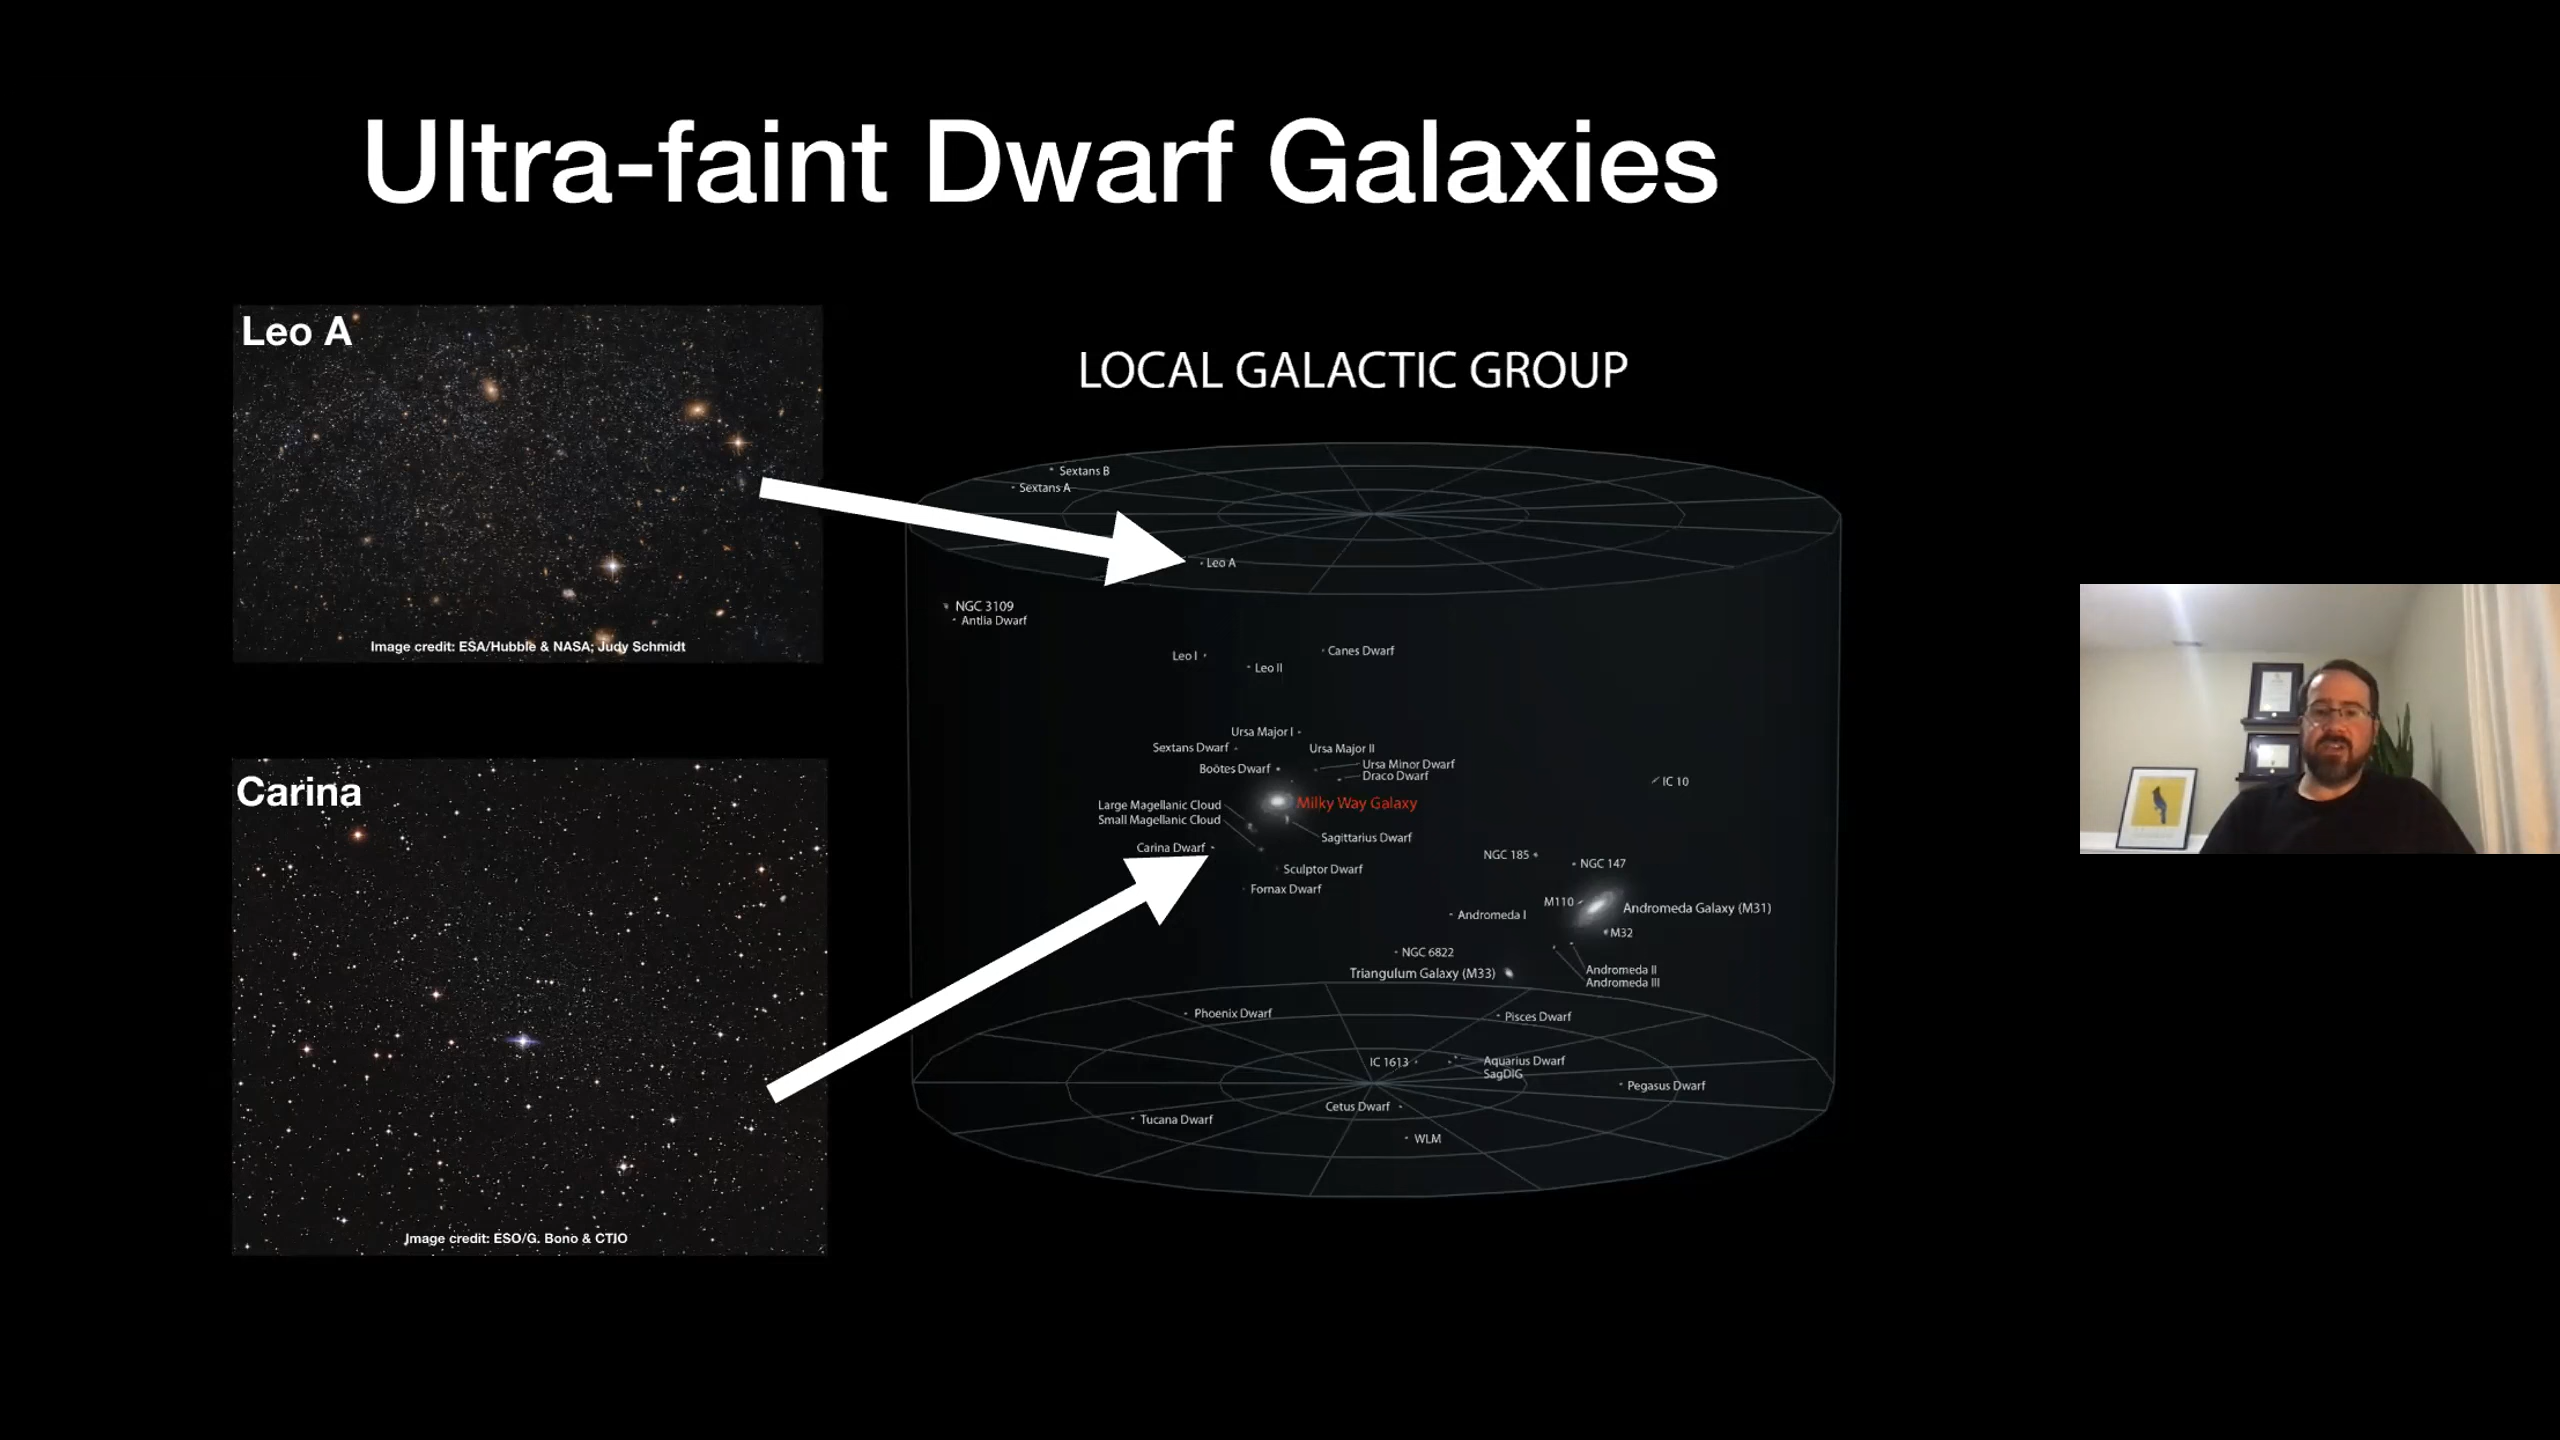 Ultra-faint Dwarf Galaxies
Leo A
Image credit: ESA/Hubble & NASA; Judy Schmidt
Carina
Image credit: ESO/G. Bono & CTIO
LOCAL GALACTIC GROUP
Sextans B
Sextans A
Leo A
NGC 3109
Antlia Dwarf
Leo I
Leo II
Canes Dwarf
Ursa Major I
Sextans Dwarf
Ursa Major II
Boötes Dwarf
Ursa Minor Dwarf
Draco Dwarf
Large Magellanic Cloud
Small Magellanic Cloud
Milky Way Galaxy
IC 10
Sagittarius Dwarf
Carina Dwarf
Sculptor Dwarf
Fornax Dwarf
NGC 185
NGC 147
M110
Andromeda Galaxy (M31)
Andromeda I
M32
NGC 6822
Triangulum Galaxy (M33)
Andromeda II
Andromeda III
Phoenix Dwarf
Pisces Dwarf
IC 1613
Aquarius Dwarf
SagDIG
Pegasus Dwarf
Cetus Dwarf
Tucana Dwarf
WLM